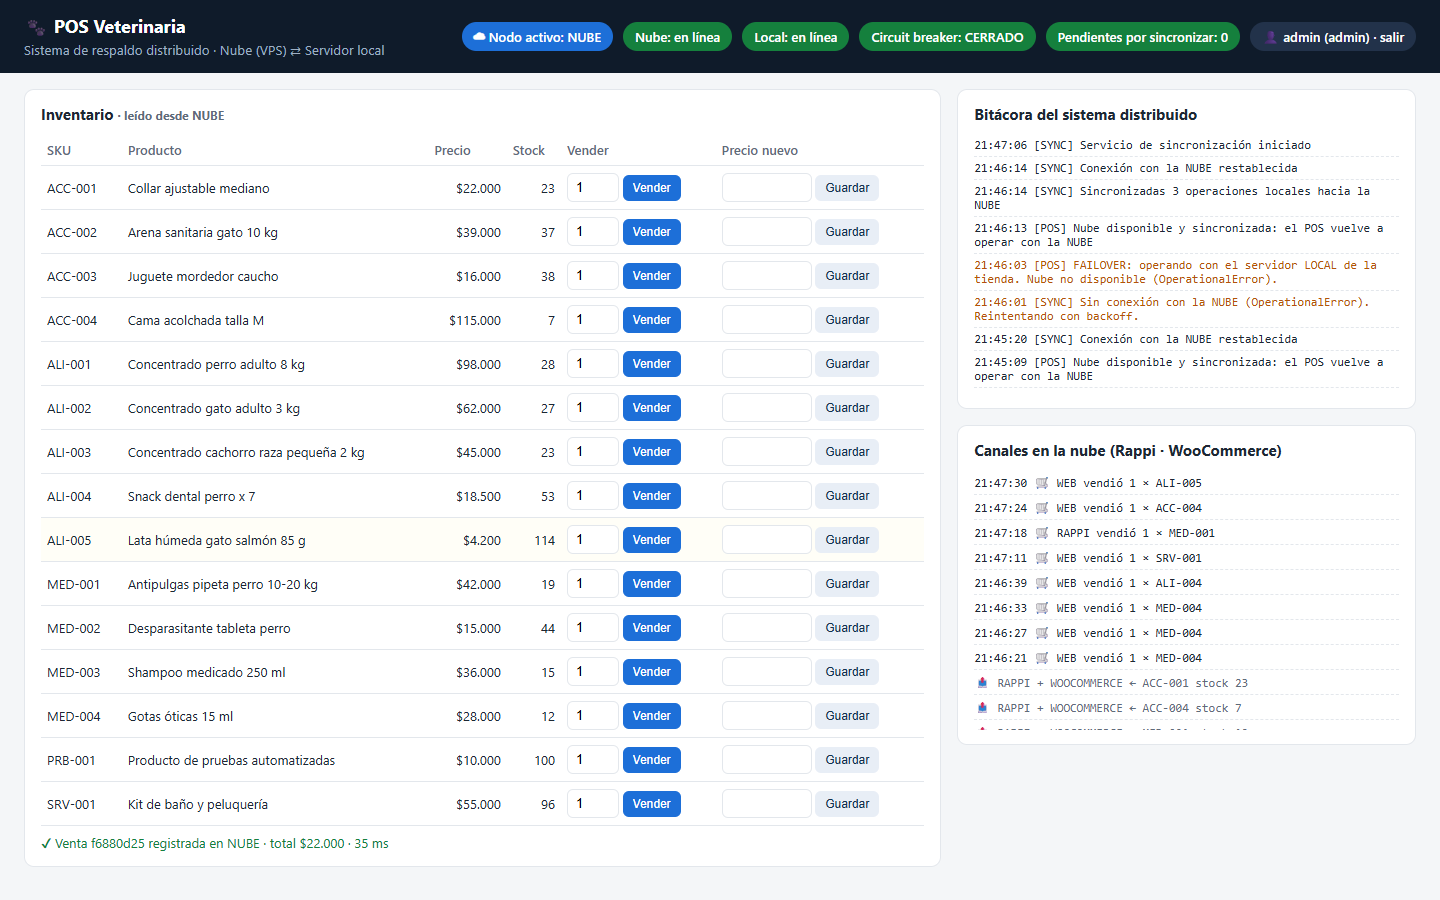 POS Veterinaria
Sistema de respaldo distribuido · Nube (VPS) ⇄ Servidor local
Nodo activo: NUBE
Nube: en línea
Local: en línea
Circuit breaker: CERRADO
Pendientes por sincronizar: 0
admin (admin) · salir
Inventario · leído desde NUBE
SKU Producto Precio Stock Vender Precio nuevo
ACC-001 Collar ajustable mediano $22.000 23 1 Vender Guardar
ACC-002 Arena sanitaria gato 10 kg $39.000 37 1 Vender Guardar
ACC-003 Juguete mordedor caucho $16.000 38 1 Vender Guardar
ACC-004 Cama acolchada talla M $115.000 7 1 Vender Guardar
ALI-001 Concentrado perro adulto 8 kg $98.000 28 1 Vender Guardar
ALI-002 Concentrado gato adulto 3 kg $62.000 27 1 Vender Guardar
ALI-003 Concentrado cachorro raza pequeña 2 kg $45.000 23 1 Vender Guardar
ALI-004 Snack dental perro x 7 $18.500 53 1 Vender Guardar
ALI-005 Lata húmeda gato salmón 85 g $4.200 114 1 Vender Guardar
MED-001 Antipulgas pipeta perro 10-20 kg $42.000 19 1 Vender Guardar
MED-002 Desparasitante tableta perro $15.000 44 1 Vender Guardar
MED-003 Shampoo medicado 250 ml $36.000 15 1 Vender Guardar
MED-004 Gotas óticas 15 ml $28.000 12 1 Vender Guardar
PRB-001 Producto de pruebas automatizadas $10.000 100 1 Vender Guardar
SRV-001 Kit de baño y peluquería $55.000 96 1 Vender Guardar
✓ Venta f6880d25 registrada en NUBE · total $22.000 · 35 ms
Bitácora del sistema distribuido
21:47:06 [SYNC] Servicio de sincronización iniciado
21:46:14 [SYNC] Conexión con la NUBE restablecida
21:46:14 [SYNC] Sincronizadas 3 operaciones locales hacia la
NUBE
21:46:13 [POS] Nube disponible y sincronizada: el POS vuelve a
operar con la NUBE
21:46:03 [POS] FAILOVER: operando con el servidor LOCAL de la
tienda. Nube no disponible (OperationalError).
21:46:01 [SYNC] Sin conexión con la NUBE (OperationalError).
Reintentando con backoff.
21:45:20 [SYNC] Conexión con la NUBE restablecida
21:45:09 [POS] Nube disponible y sincronizada: el POS vuelve a
operar con la NUBE
Canales en la nube (Rappi · WooCommerce)
21:47:30 🛒 WEB vendió 1 × ALI-005
21:47:24 🛒 WEB vendió 1 × ACC-004
21:47:18 🛒 RAPPI vendió 1 × MED-001
21:47:11 🛒 WEB vendió 1 × SRV-001
21:46:39 🛒 WEB vendió 1 × ALI-004
21:46:33 🛒 WEB vendió 1 × MED-004
21:46:27 🛒 WEB vendió 1 × MED-004
21:46:21 🛒 WEB vendió 1 × MED-004
📤 RAPPI + WOOCOMMERCE ← ACC-001 stock 23
📤 RAPPI + WOOCOMMERCE ← ACC-004 stock 7